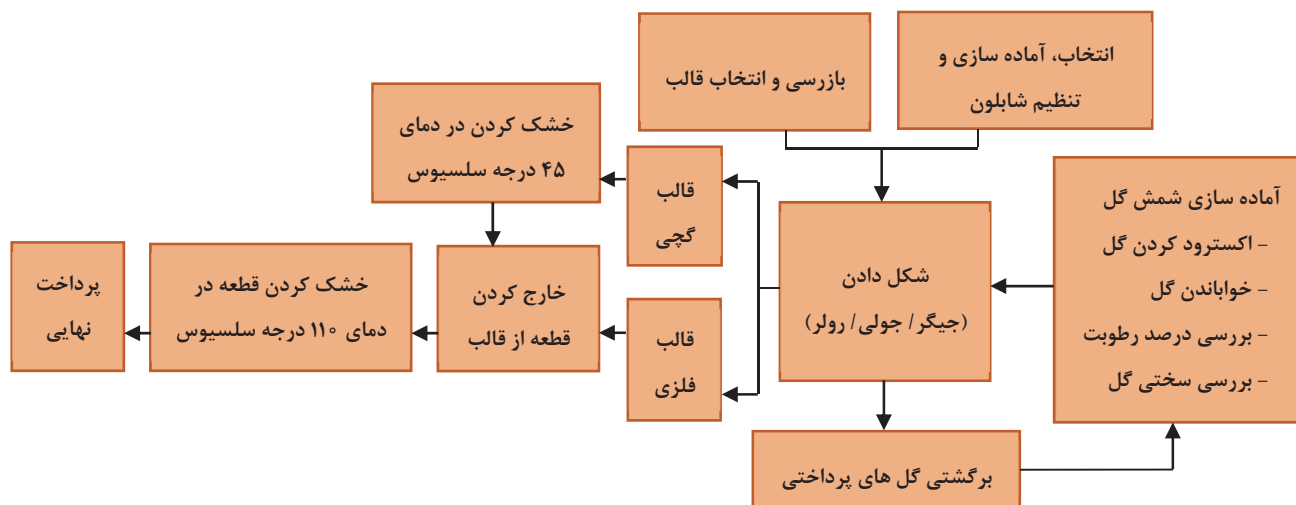 انتخاب، آماده سازی و
تنظیم شابلون
بازرسی و انتخاب قالب
آماده سازی شمش گل
- اکسترود کردن گل
- خواباندن گل
- بررسی درصد رطوبت
- بررسی سختی گل
شکل دادن
(جیگر/ جولی/ رولر)
برگشتی گل های پرداختی
قالب
گچی
قالب
فلزی
خشک کردن در دمای
۴۵ درجه سلسیوس
خارج کردن
قطعه از قالب
خشک کردن قطعه در
دمای ۱۱۰ درجه سلسیوس
پرداخت
نهایی